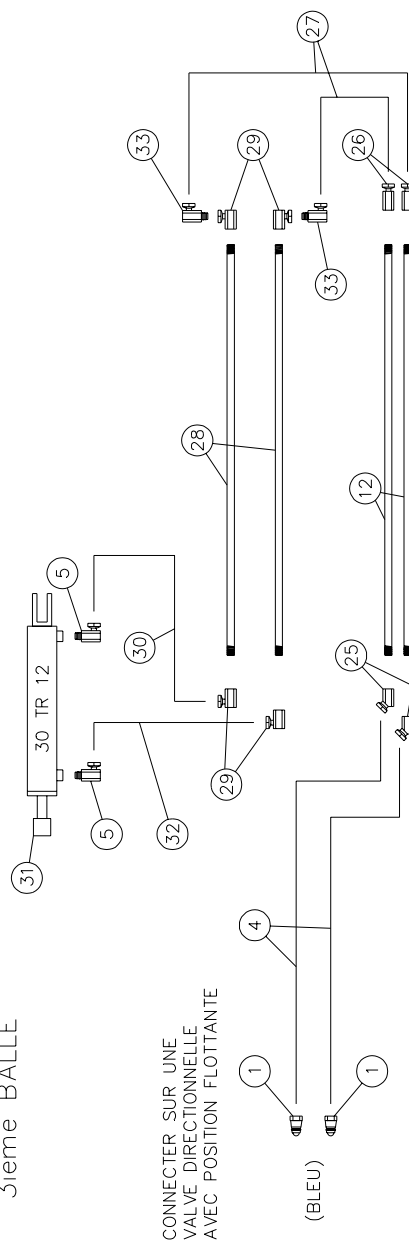 3ième BALLE
31
30 TR 12
5
5
30
33
32
CONNECTER SUR UNE
VALVE DIRECTIONNELLE
AVEC POSITION FLOTTANTE
28
29
29
33
27
1
4
(BLEU)
1
25
12
26